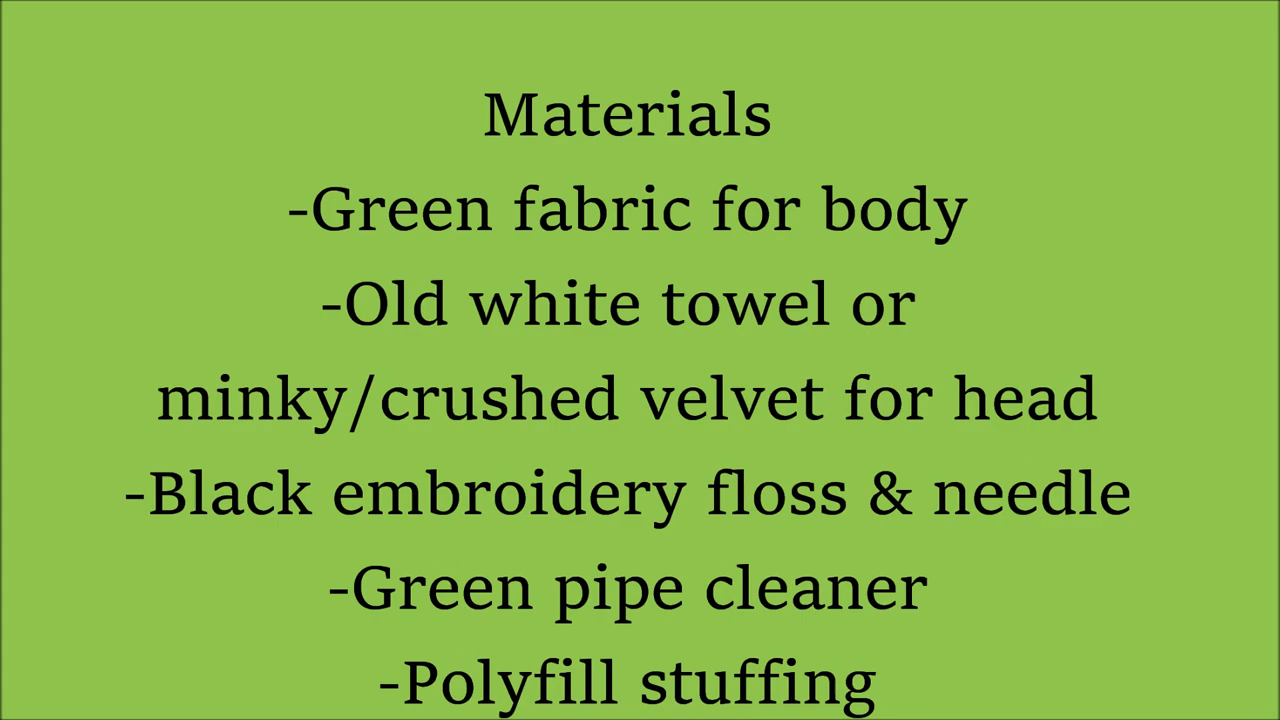 Materials
-Green fabric for body
-Old white towel or
minky/crushed velvet for head
-Black embroidery floss & needle
-Green pipe cleaner
-Polyfill stuffing